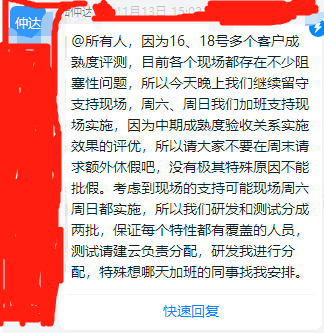 仲达
仲达 11月13日 15:02
@所有人，因为16、18号多个客户成
熟度评测，目前各个现场都存在不少阻
塞性问题，所以今天晚上我们继续留守
支持现场，周六、周日我们加班支持现
场实施，因为中期成熟度验收关系实施
效果的评优，所以请大家不要在周末请
求额外休假吧，没有极其特殊原因不能
批假。考虑到现场的支持可能现场周六
周日都实施，所以我们研发和测试分成
两批，保证每个特性都有覆盖的人员，
测试请建云负责分配，研发我进行分
配，特殊想哪天加班的同事找我安排。
快速回复